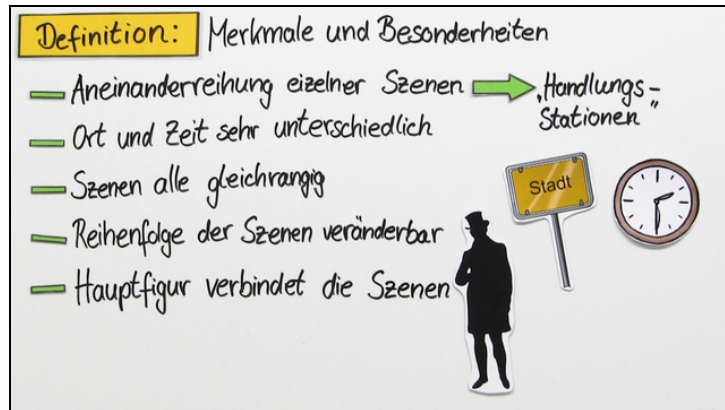 Definition: Merkmale und Besonderheiten
Aneinanderreihung eizelner Szenen „Handlungs-
Stationen"
Ort und Zeit sehr unterschiedlich
Szenen alle gleichrangig
Stadt
Reihenfolge der Szenen veränderbar
Hauptfigur verbindet die Szenen